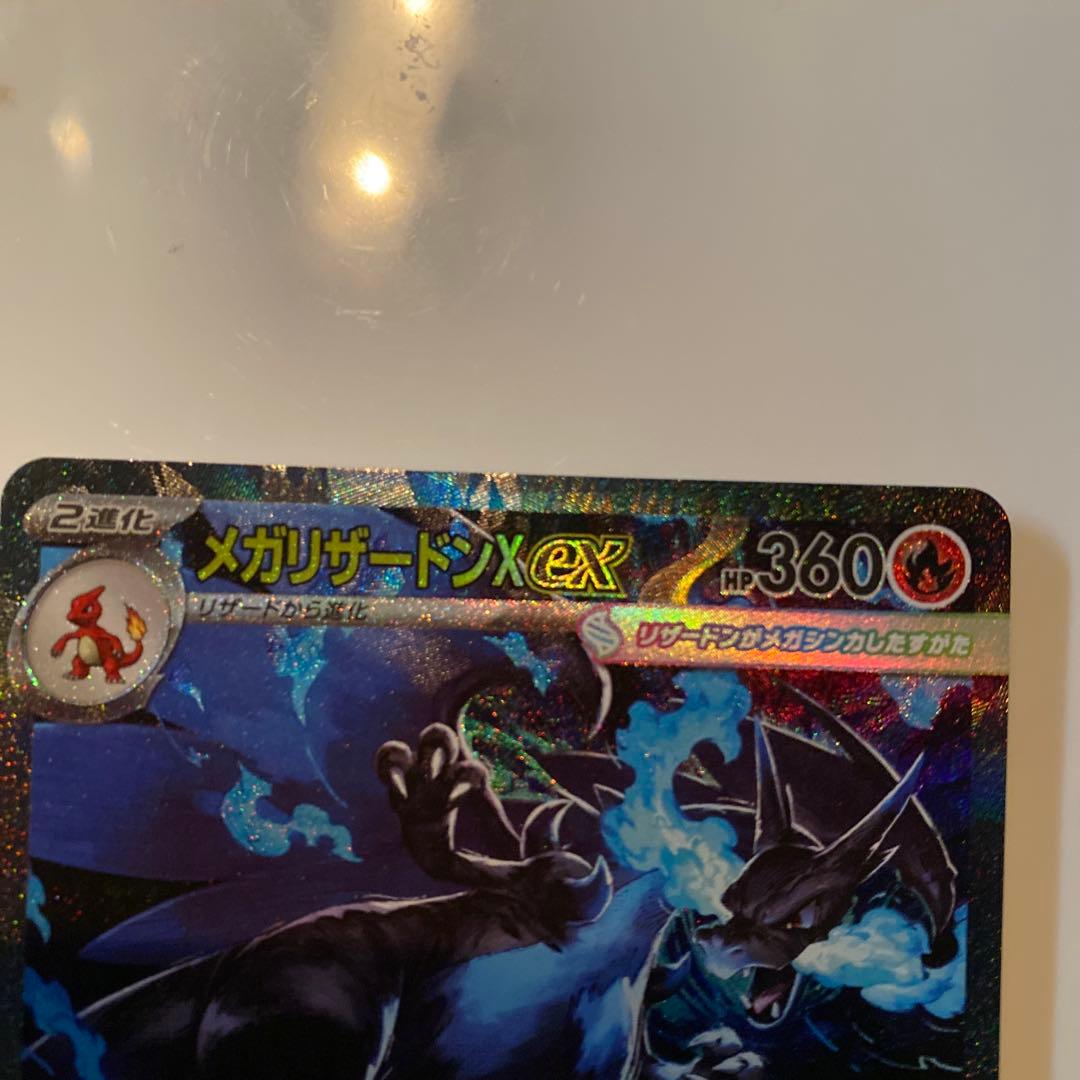 2進化
メガリザードンXex
HP360
リザードから進化
リザードンがメガシンカしたすがた